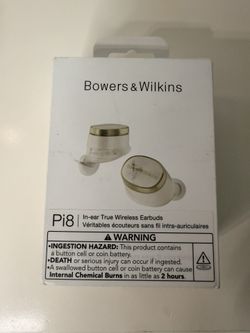 Bowers & Wilkins
Pi8
In-ear True Wireless Earbuds
Véritables écouteurs sans fil intra-auriculaires
WARNING
•INGESTION HAZARD: This product contains
a button cell or coin battery.
•DEATH or serious injury can occur if ingested.
•A swallowed button cell or coin battery can cause
Internal Chemical Burns in as little as 2 hours.